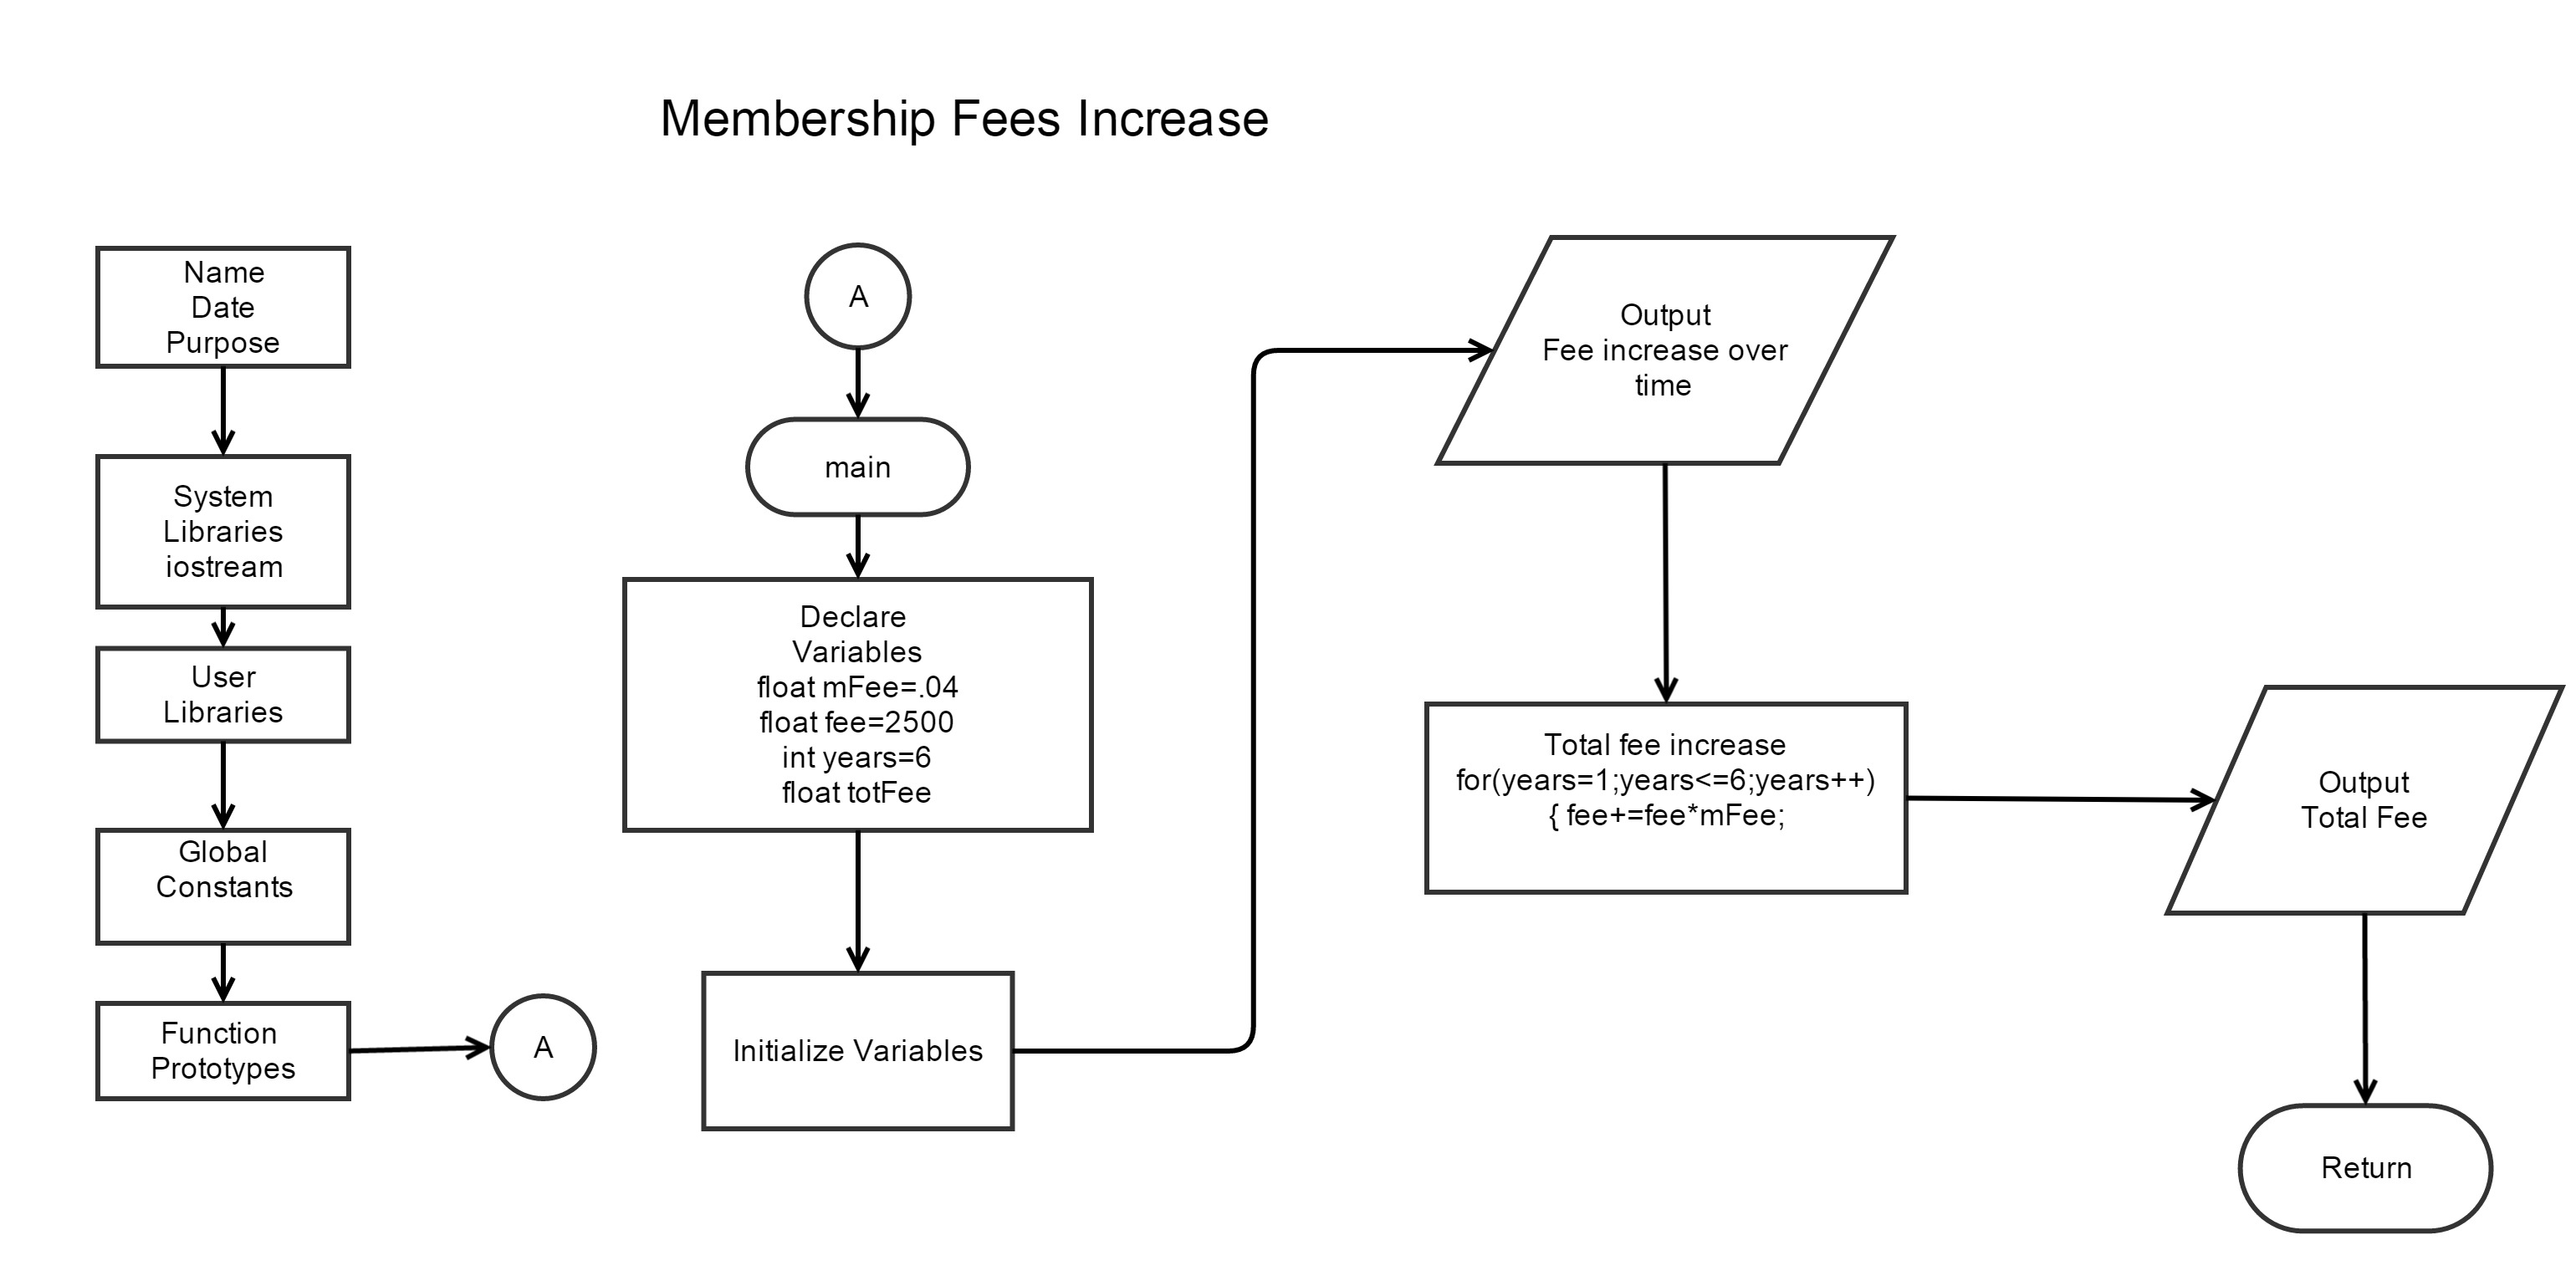 Membership Fees Increase
Name
Date
Purpose
System
Libraries
iostream
User
Libraries
Global
Constants
Function
Prototypes
A
A
main
Declare
Variables
float mFee=.04
float fee=2500
int years=6
float totFee
Initialize Variables
Output
Fee increase over
time
Total fee increase
for(years=1;years<=6;years++)
{ fee+=fee*mFee;
Output
Total Fee
Return